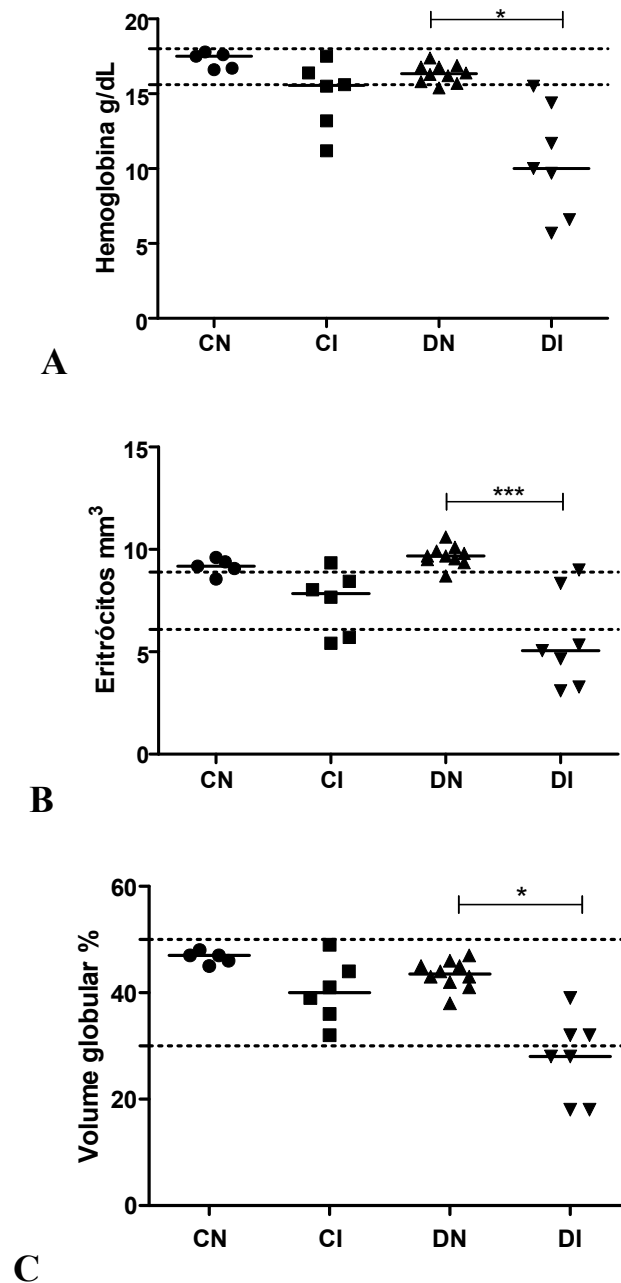 20
15
10
5
0
Hemoglobina g/dL
*
CN CI DN DI
A
15
10
5
0
Eritrócitos mm³
***
CN CI DN DI
B
60
40
20
0
Volume globular %
*
CN CI DN DI
C